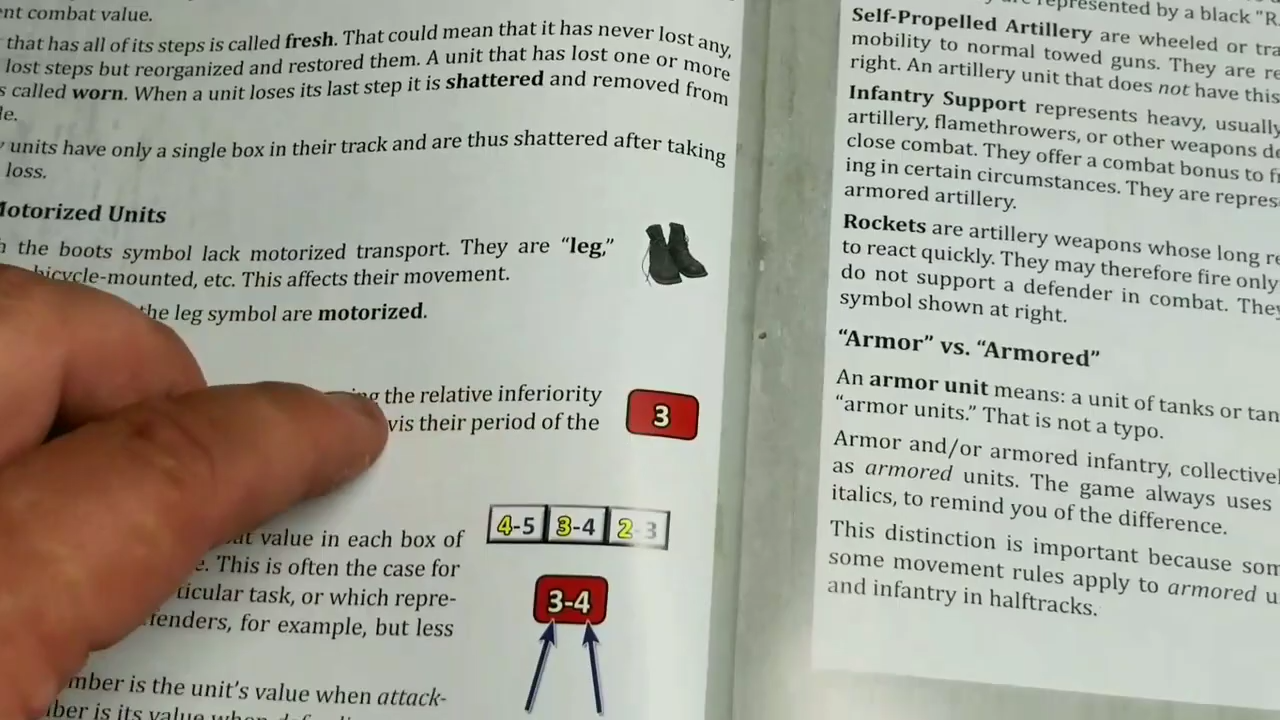 nt combat value.
that has all of its steps is called fresh. That could mean that it has never lost any,
lost steps but reorganized and restored them. A unit that has lost one or more
s called worn. When a unit loses its last step it is shattered and removed from
le.
units have only a single box in their track and are thus shattered after taking
loss.
Motorized Units
h the boots symbol lack motorized transport. They are “leg,”
bicycle-mounted, etc. This affects their movement.
the leg symbol are motorized.
the relative inferiority
vis their period of the
3
4-5 3-4 2-3
value in each box of
e. This is often the case for
ticular task, or which repre-
fenders, for example, but less
3-4
mber is the unit’s value when attack-
ber is its value when
represented by a black "R
Self-Propelled Artillery are wheeled or tra
mobility to normal towed guns. They are re
right. An artillery unit that does not have this
Infantry Support represents heavy, usually
artillery, flamethrowers, or other weapons de
close combat. They offer a combat bonus to fr
ing in certain circumstances. They are repres
armored artillery.
Rockets are artillery weapons whose long re
to react quickly. They may therefore fire only
do not support a defender in combat. They
symbol shown at right.
“Armor” vs. “Armored”
An armor unit means: a unit of tanks or tan
“armor units.” That is not a typo.
Armor and/or armored infantry, collectivel
as armored units. The game always uses
italics, to remind you of the difference.
This distinction is important because som
some movement rules apply to armored u
and infantry in halftracks.